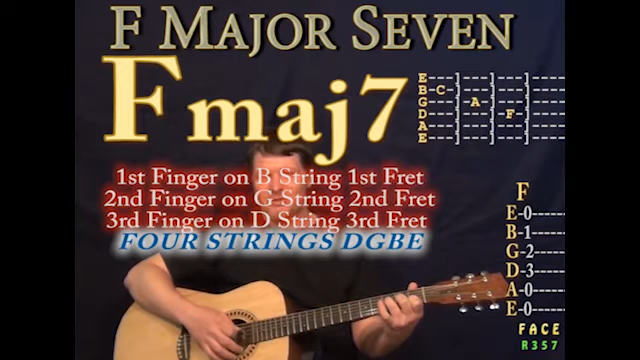 F MAJOR SEVEN
Fmaj7
E---]---]---]---
B-C-]---]---]---
G---]-A-]---]---
D---]---]-F-]---
A---]---]---]---
E---]---]---]---
1st Finger on B String 1st Fret
2nd Finger on G String 2nd Fret
3rd Finger on D String 3rd Fret
FOUR STRINGS DGBE
F
E-0----
B-1----
G-2----
D-3----
A-0----
E-0----
FACE
R357